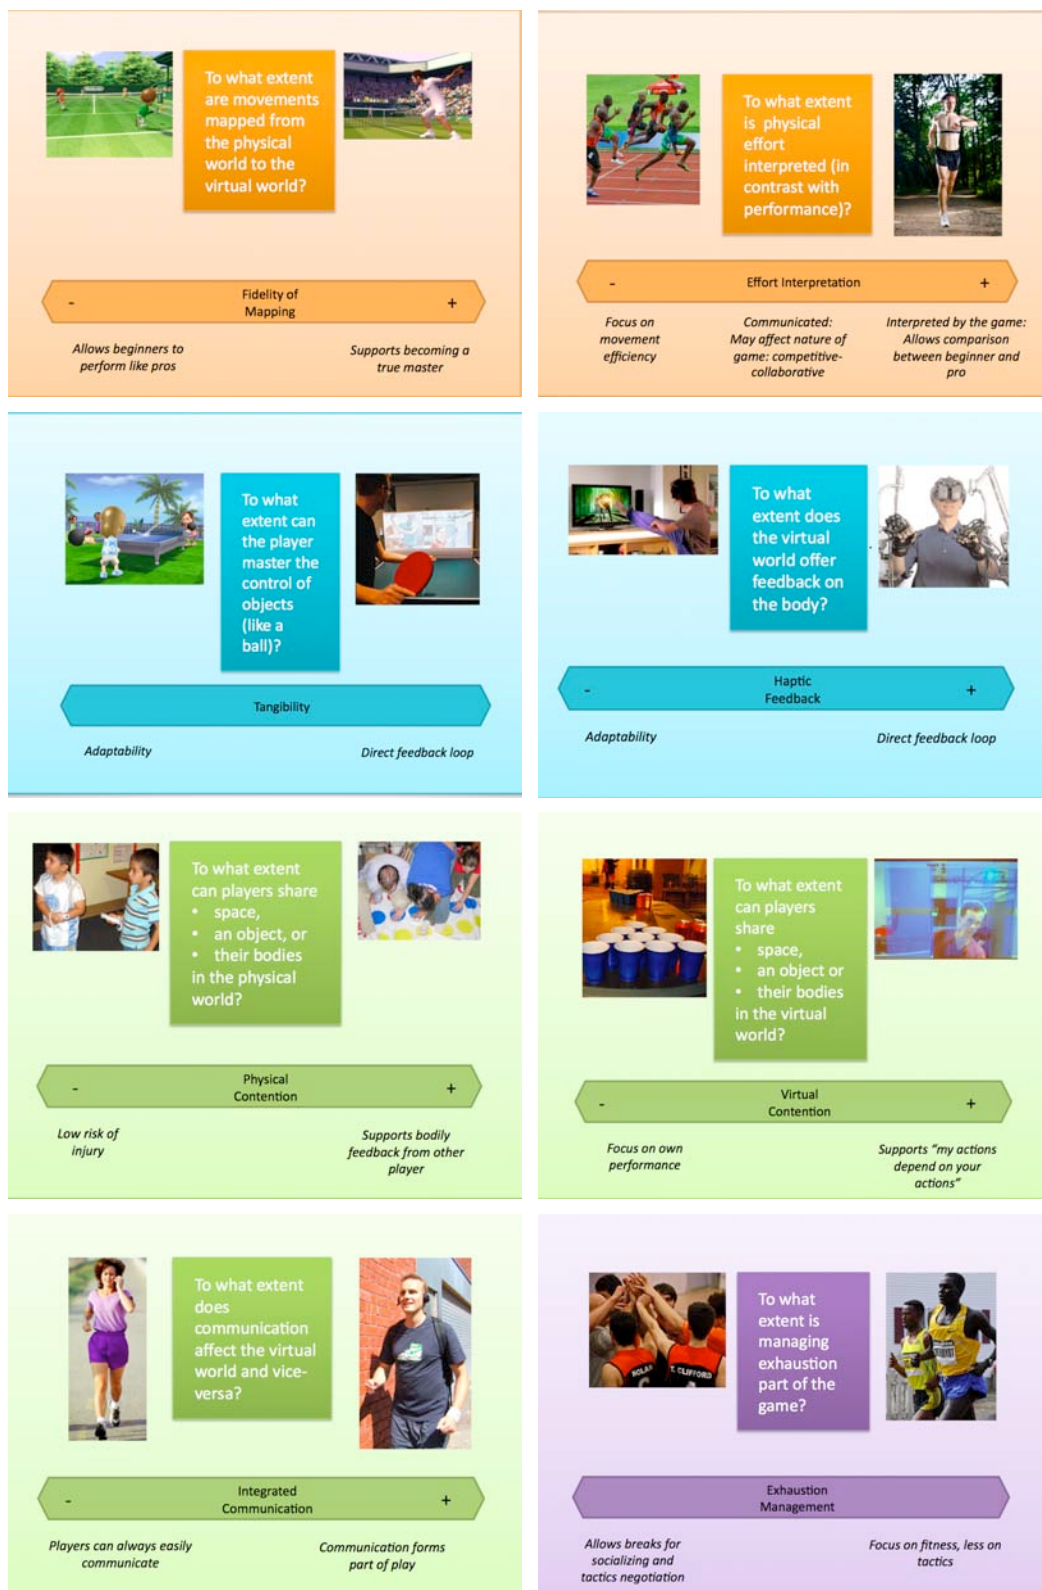 To what extent
are movements
mapped from
the physical
world to the
virtual world?
-
Fidelity of
Mapping
+
Allows beginners to
perform like pros
Supports becoming a
true master
To what extent
is physical
effort
interpreted (in
contrast with
performance)?
-
Effort Interpretation
+
Focus on
movement
efficiency
Communicated:
May affect nature of
game: competitive-
collaborative
Interpreted by the game:
Allows comparison
between beginner and
pro
To what
extent can
the player
master the
control of
objects
(like a
ball)?
Tangibility
Adaptability
Direct feedback loop
To what
extent does
the virtual
world offer
feedback on
the body?
-
Haptic
Feedback
+
Adaptability
Direct feedback loop
To what extent
can players share
• space,
• an object, or
• their bodies
in the physical
world?
-
Physical
Contention
+
Low risk of
injury
Supports bodily
feedback from other
player
To what extent
can players
share
• space,
• an object or
• their bodies
in the virtual
world?
-
Virtual
Contention
+
Focus on own
performance
Supports “my actions
depend on your
actions”
To what extent
does
communication
affect the virtual
world and vice-
versa?
-
Integrated
Communication
+
Players can always easily
communicate
Communication forms
part of play
NOLAN
T. CLIFFORD
To what
extent is
managing
exhaustion
part of the
game?
Exhaustion
Management
Allows breaks for
socializing and
tactics negotiation
Focus on fitness, less on
tactics